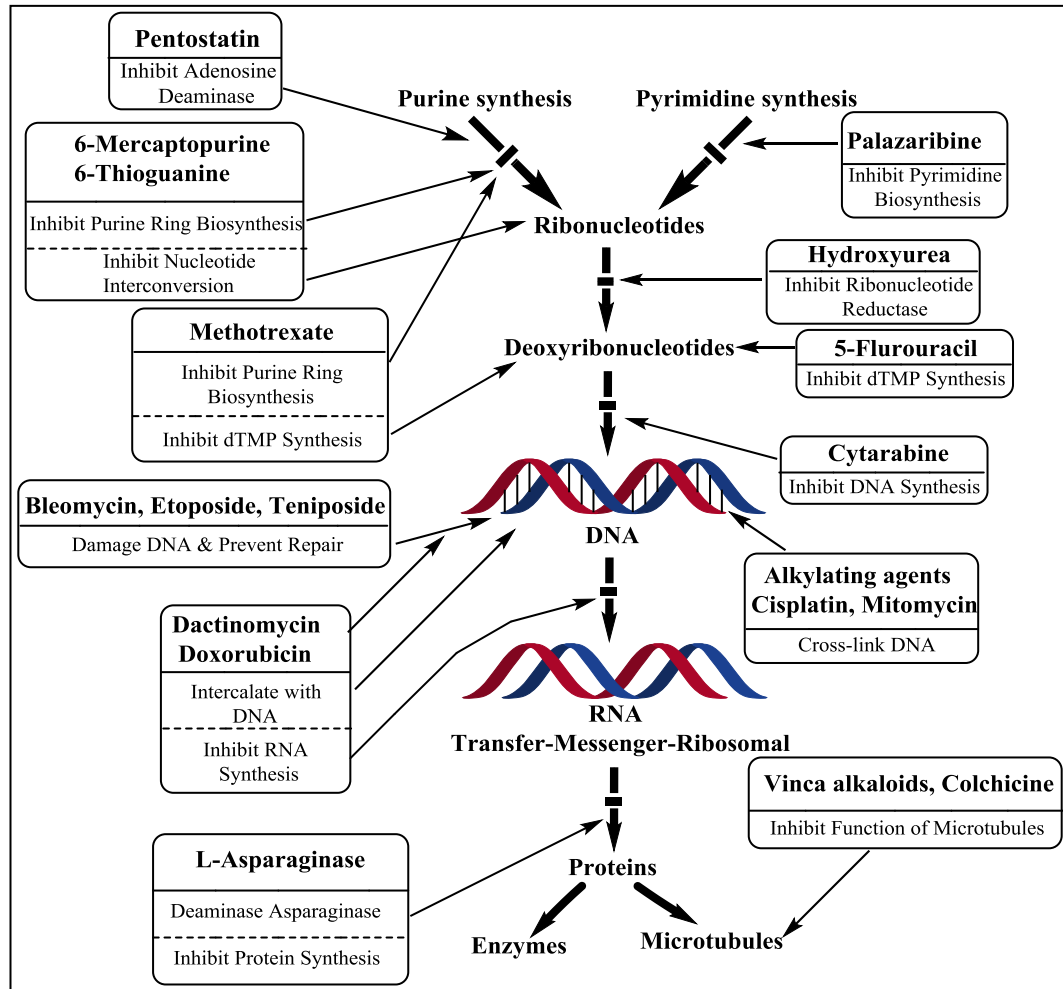 Pentostatin
Inhibit Adenosine
Deaminase
Purine synthesis
Pyrimidine synthesis
6-Mercaptopurine
6-Thioguanine
Inhibit Purine Ring Biosynthesis
Inhibit Nucleotide
Interconversion
Palazaribine
Inhibit Pyrimidine
Biosynthesis
Ribonucleotides
Hydroxyurea
Inhibit Ribonucleotide
Reductase
Methotrexate
Inhibit Purine Ring
Biosynthesis
Inhibit dTMP Synthesis
Deoxyribonucleotides
5-Flurouracil
Inhibit dTMP Synthesis
Cytarabine
Inhibit DNA Synthesis
Bleomycin, Etoposide, Teniposide
Damage DNA & Prevent Repair
DNA
Alkylating agents
Cisplatin, Mitomycin
Cross-link DNA
Dactinomycin
Doxorubicin
Intercalate with
DNA
Inhibit RNA
Synthesis
RNA
Transfer-Messenger-Ribosomal
Vinca alkaloids, Colchicine
Inhibit Function of Microtubules
L-Asparaginase
Deaminase Asparaginase
Inhibit Protein Synthesis
Proteins
Enzymes
Microtubules